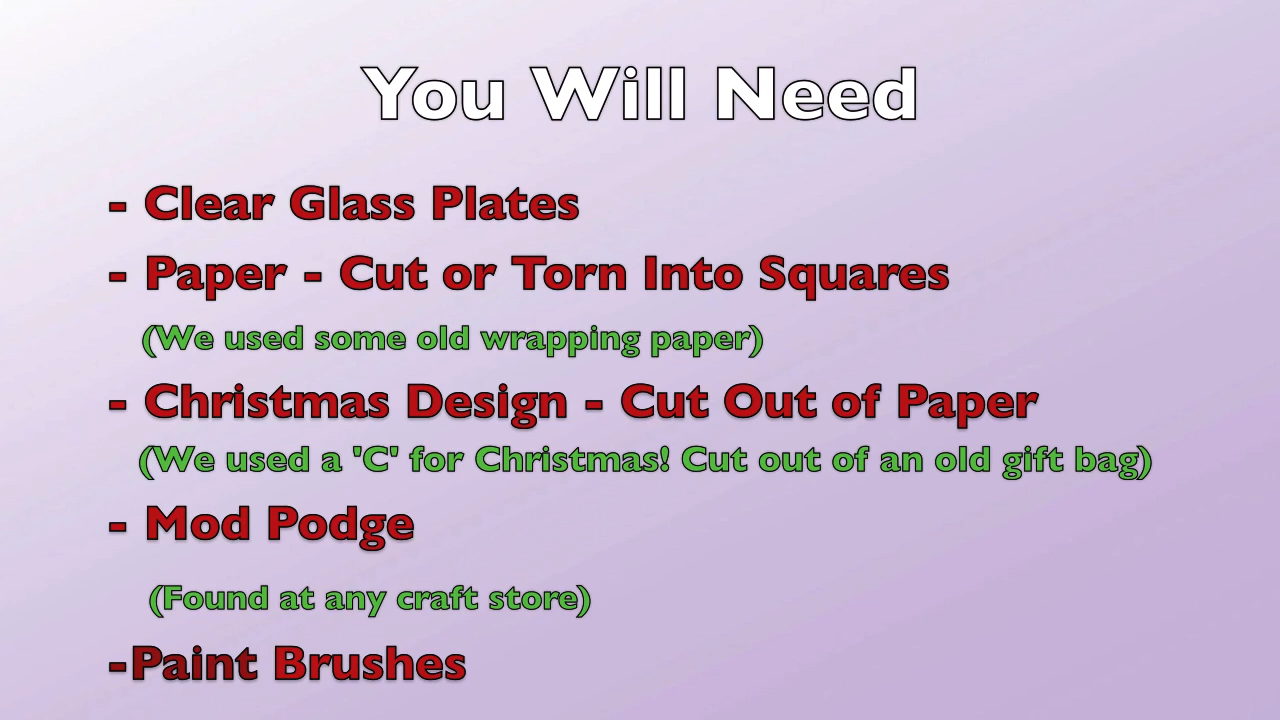 You Will Need
- Clear Glass Plates
- Paper - Cut or Torn Into Squares
(We used some old wrapping paper)
- Christmas Design - Cut Out of Paper
(We used a 'C' for Christmas! Cut out of an old gift bag)
- Mod Podge
(Found at any craft store)
-Paint Brushes